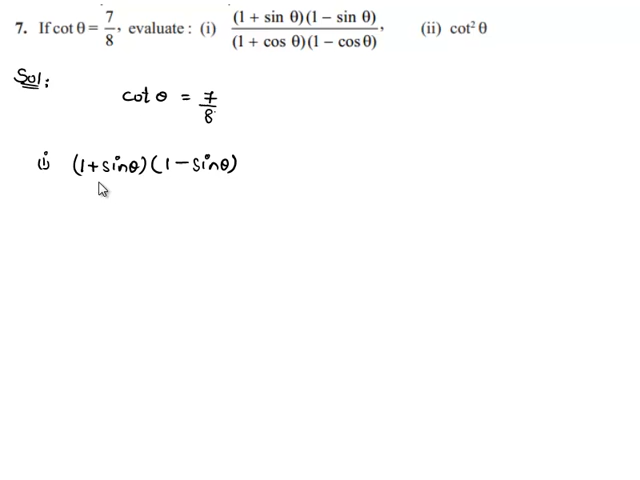 7. If cot θ = 7/8, evaluate : (i) (1 + sin θ)(1 − sin θ)/(1 + cos θ)(1 − cos θ), (ii) cot² θ
Sol:
cot θ = 7/8
(i) (1+sinθ)(1−sinθ)